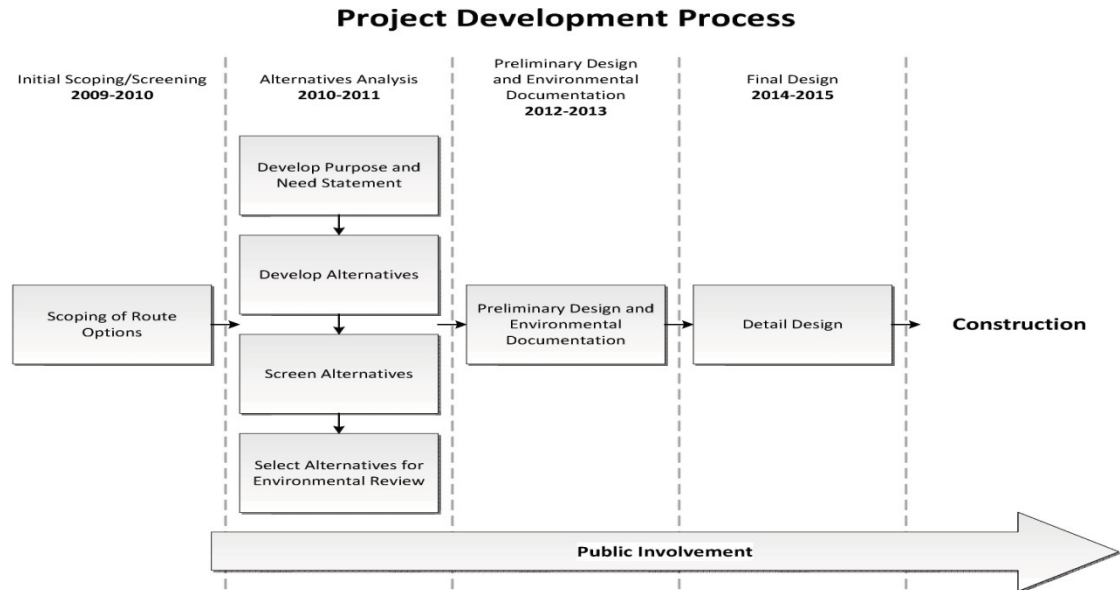 Project Development Process
Initial Scoping/Screening
2009-2010
Alternatives Analysis
2010-2011
Preliminary Design
and Environmental
Documentation
2012-2013
Final Design
2014-2015
Develop Purpose and
Need Statement
Develop Alternatives
Scoping of Route
Options
Screen Alternatives
Select Alternatives for
Environmental Review
Preliminary Design and
Environmental
Documentation
Detail Design
Construction
Public Involvement